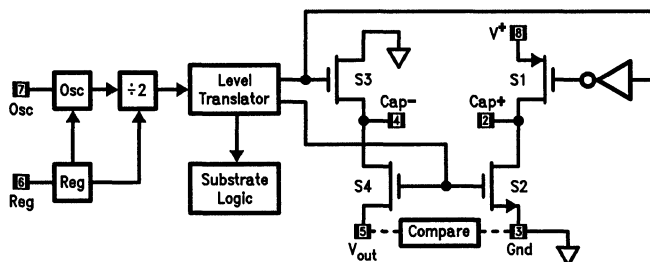 8
V+
7
Osc
Osc
÷2
Level
Translator
S3
S1
Cap-
4
Cap+
2
6
Reg
Reg
Substrate
Logic
S4
S2
5
Vout
Compare
3
Gnd